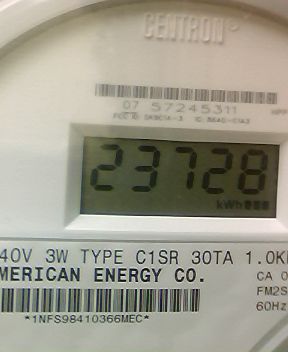 CENTRON®
07 57245311
23728
kWh
40V 3W TYPE C1SR 30TA 1.0K
MERICAN ENERGY CO.
CA 0
FM2S
60Hz
*1NFS98410366MEC*